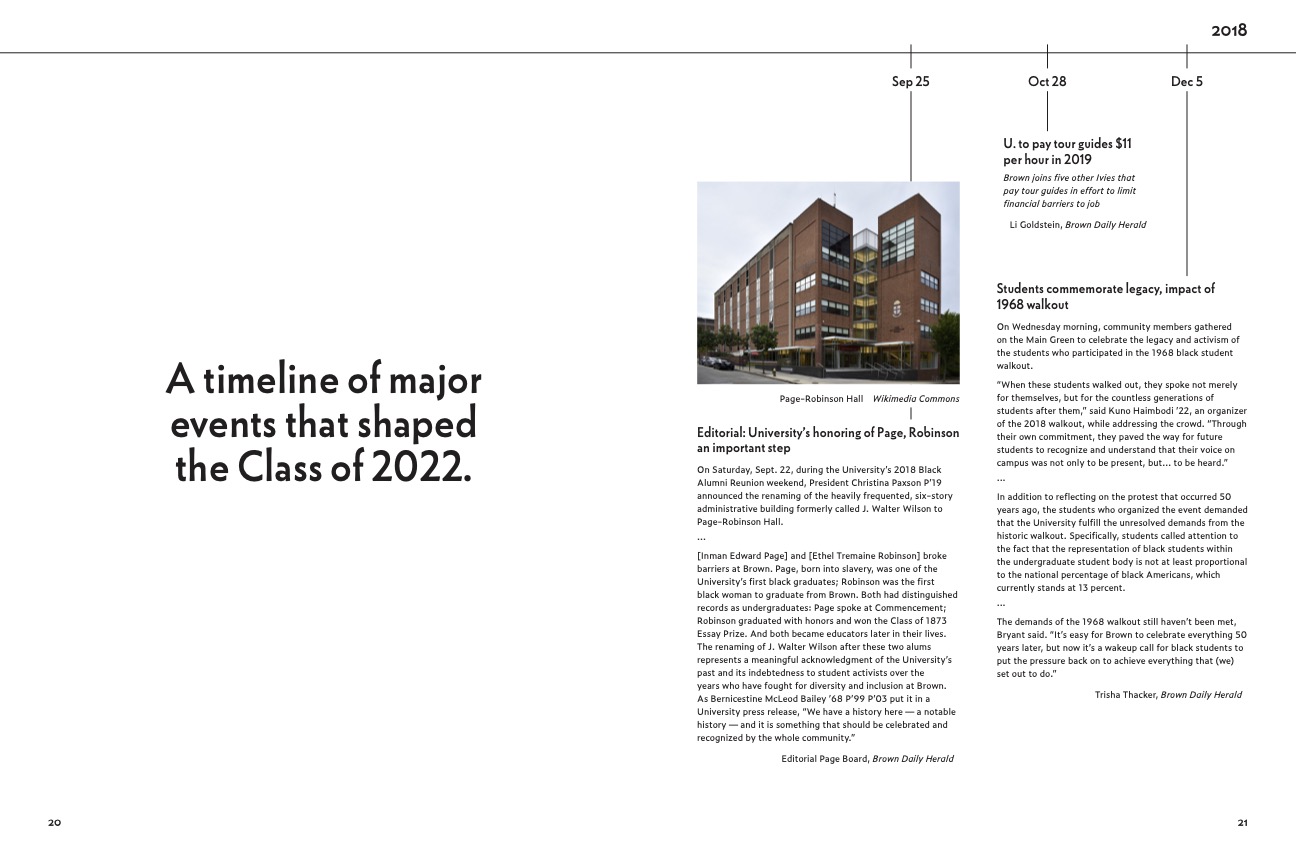 2018
A timeline of major
events that shaped
the Class of 2022.
Sep 25
Page–Robinson Hall Wikimedia Commons
Editorial: University’s honoring of Page, Robinson
an important step
On Saturday, Sept. 22, during the University’s 2018 Black
Alumni Reunion weekend, President Christina Paxson P’19
announced the renaming of the heavily frequented, six–story
administrative building formerly called J. Walter Wilson to
Page–Robinson Hall.
...
[Inman Edward Page] and [Ethel Tremaine Robinson] broke
barriers at Brown. Page, born into slavery, was one of the
University’s first black graduates; Robinson was the first
black woman to graduate from Brown. Both had distinguished
records as undergraduates: Page spoke at Commencement;
Robinson graduated with honors and won the Class of 1873
Essay Prize. And both became educators later in their lives.
The renaming of J. Walter Wilson after these two alums
represents a meaningful acknowledgment of the University’s
past and its indebtedness to student activists over the
years who have fought for diversity and inclusion at Brown.
As Bernicestine McLeod Bailey ’68 P’99 P’03 put it in a
University press release, “We have a history here — a notable
history — and it is something that should be celebrated and
recognized by the whole community.”
Editorial Page Board, Brown Daily Herald
Oct 28
U. to pay tour guides $11
per hour in 2019
Brown joins five other Ivies that
pay tour guides in effort to limit
financial barriers to job
Li Goldstein, Brown Daily Herald
Dec 5
Students commemorate legacy, impact of
1968 walkout
On Wednesday morning, community members gathered
on the Main Green to celebrate the legacy and activism of
the students who participated in the 1968 black student
walkout.
“When these students walked out, they spoke not merely
for themselves, but for the countless generations of
students after them,” said Kuno Haimbodi ’22, an organizer
of the 2018 walkout, while addressing the crowd. “Through
their own commitment, they paved the way for future
students to recognize and understand that their voice on
campus was not only to be present, but... to be heard.”
...
In addition to reflecting on the protest that occurred 50
years ago, the students who organized the event demanded
that the University fulfill the unresolved demands from the
historic walkout. Specifically, students called attention to
the fact that the representation of black students within
the undergraduate student body is not at least proportional
to the national percentage of black Americans, which
currently stands at 13 percent.
...
The demands of the 1968 walkout still haven’t been met,
Bryant said. “It’s easy for Brown to celebrate everything 50
years later, but now it’s a wakeup call for black students to
put the pressure back on to achieve everything that (we)
set out to do.”
Trisha Thacker, Brown Daily Herald
20
21